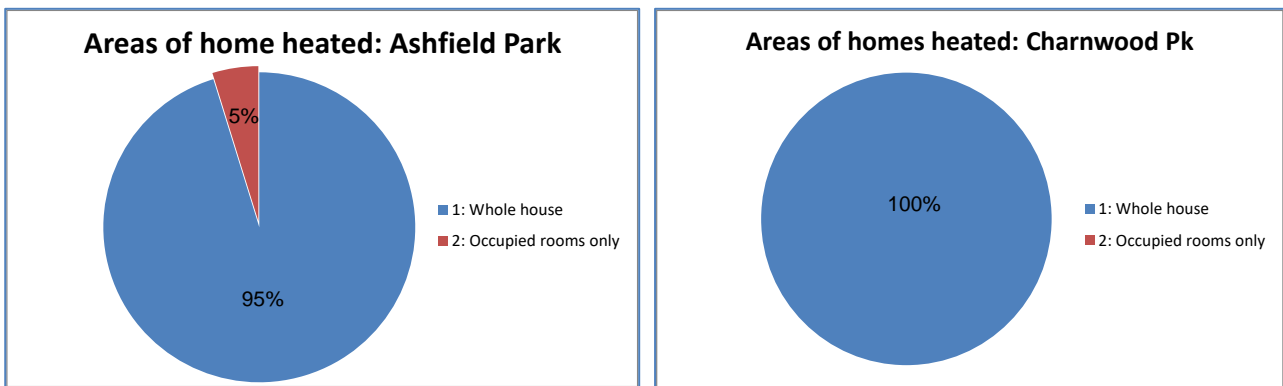 Areas of home heated: Ashfield Park
5%
95%
1: Whole house
2: Occupied rooms only
Areas of homes heated: Charnwood Pk
100%
1: Whole house
2: Occupied rooms only